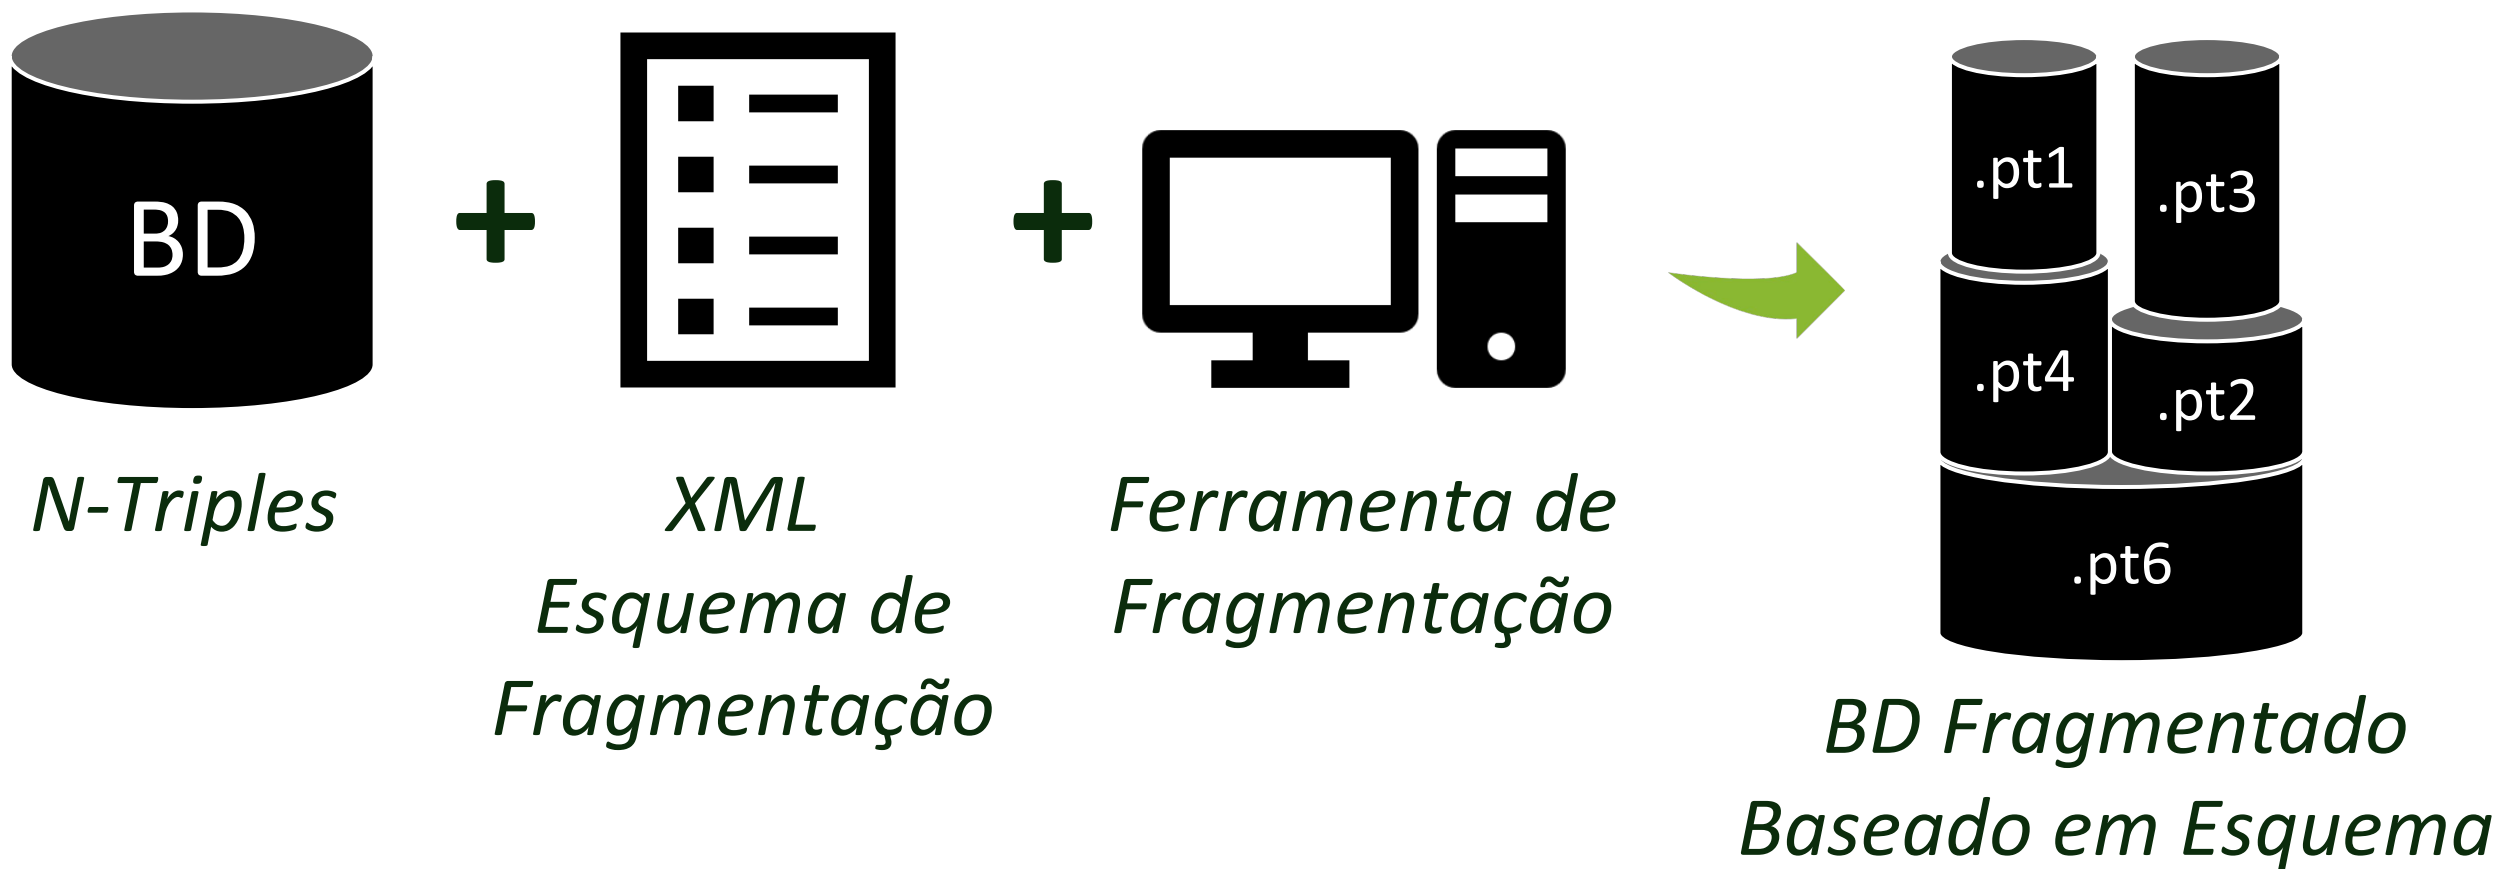 BD
N-Triples
+
XML
Esquema de
Fragmentação
+
Ferramenta de
Fragmentação
.pt1
.pt3
.pt4
.pt2
.pt6
BD Fragmentado
Baseado em Esquema